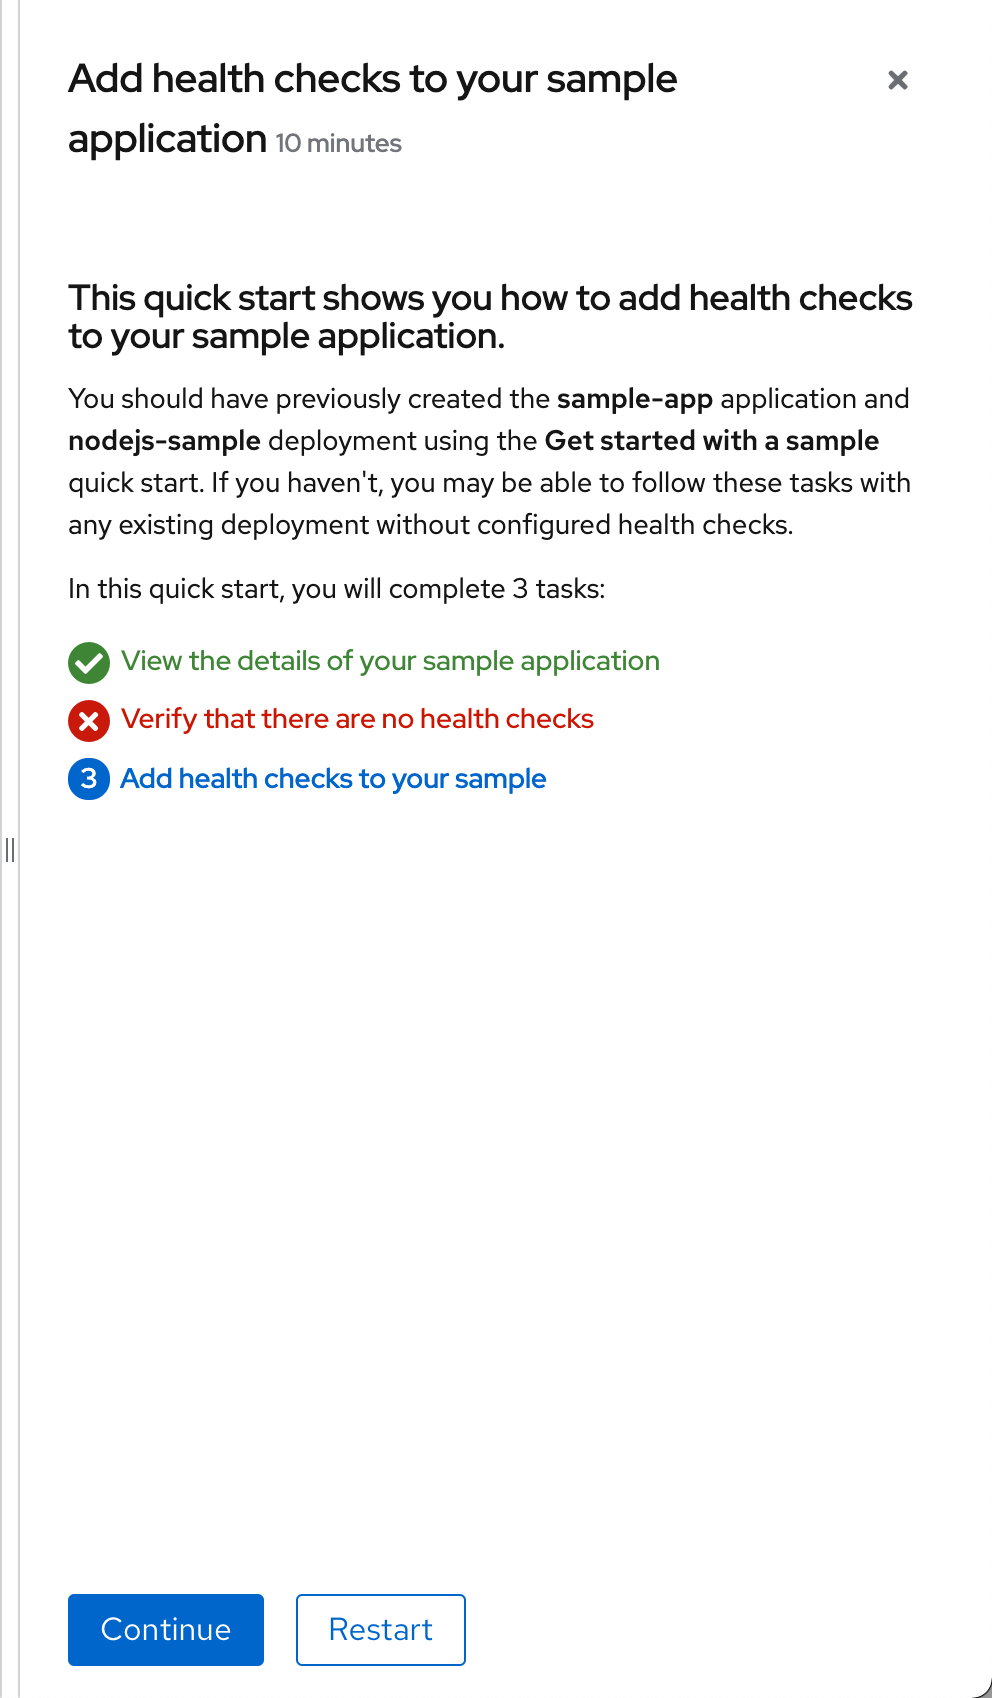 Add health checks to your sample
application 10 minutes
This quick start shows you how to add health checks
to your sample application.
You should have previously created the sample-app application and
nodejs-sample deployment using the Get started with a sample
quick start. If you haven't, you may be able to follow these tasks with
any existing deployment without configured health checks.
In this quick start, you will complete 3 tasks:
View the details of your sample application
Verify that there are no health checks
3 Add health checks to your sample
Continue Restart